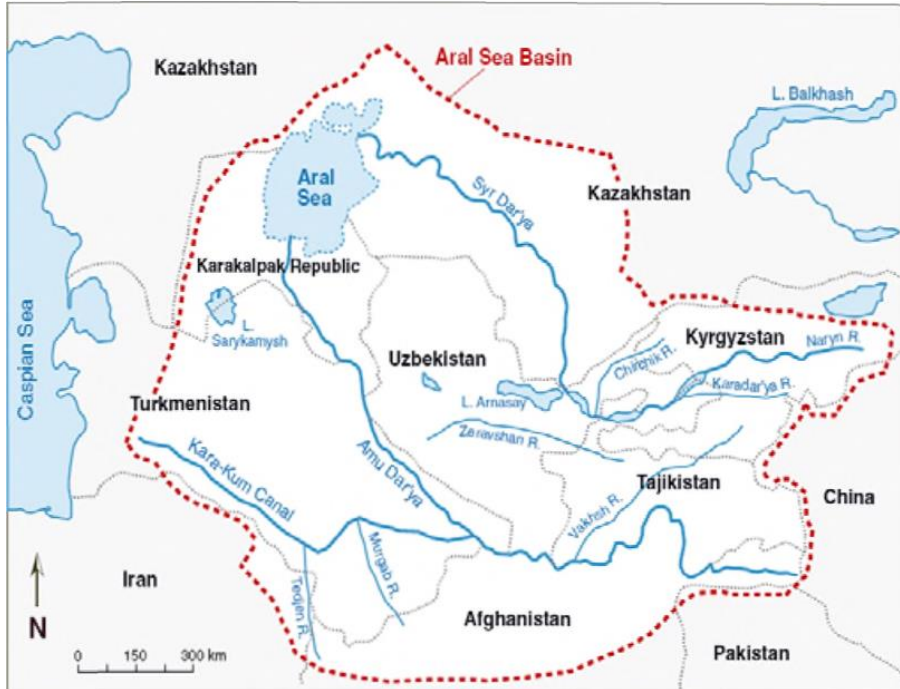 Aral Sea Basin
Kazakhstan
L. Balkhash
Aral
Sea
Syr Dar'ya
Kazakhstan
Karakalpak Republic
Caspian Sea
L.
Sarykamysh
Uzbekistan
Chirchik R.
Kyrgyzstan
Naryn R.
Karadar'ya R.
L. Arnasay
Turkmenistan
Zeravshan R.
Kara-Kum Canal
Amu Dar'ya
Vakhsh R.
Tajikistan
China
Iran
Tedjen R.
Murgab R.
Afghanistan
Pakistan
N
0 150 300 km